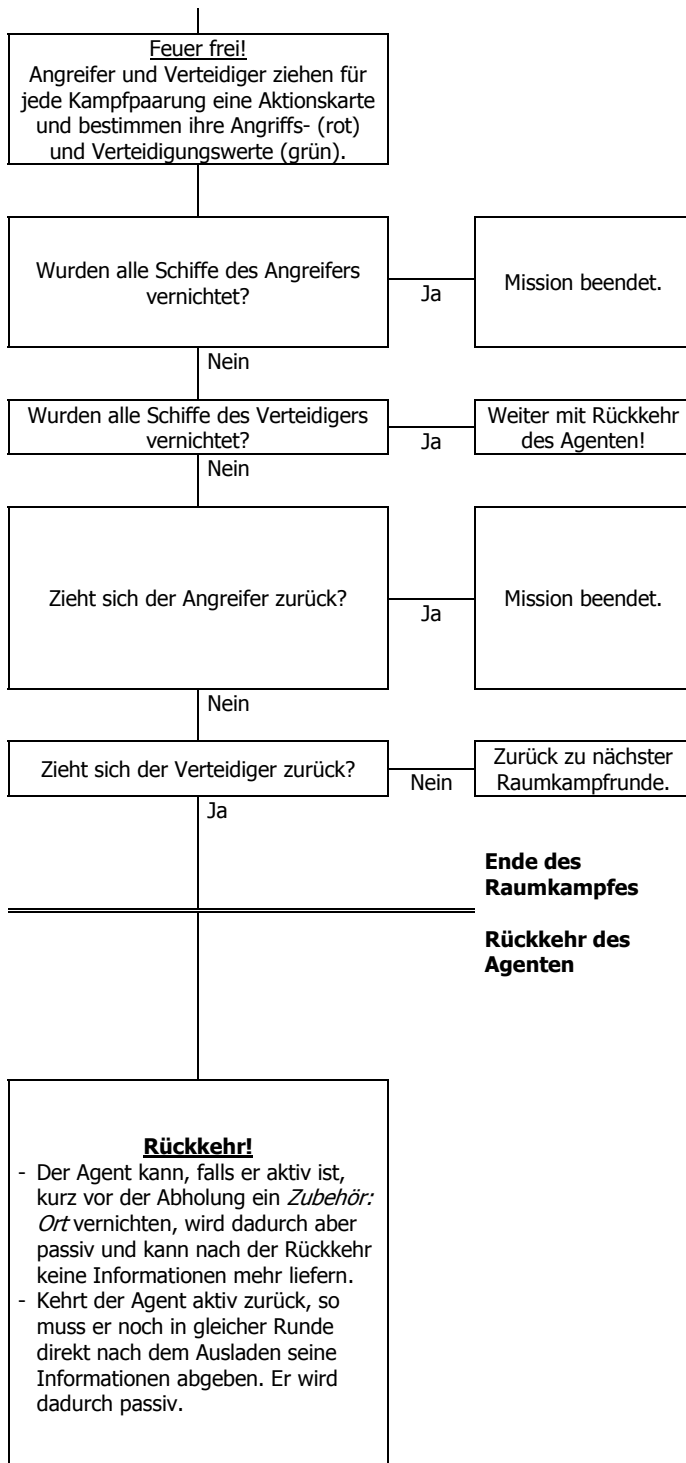 Feuer frei!
Angreifer und Verteidiger ziehen für
jede Kampfpaarung eine Aktionskarte
und bestimmen ihre Angriffs- (rot)
und Verteidigungswerte (grün).
Wurden alle Schiffe des Angreifers
vernichtet?
Ja
Mission beendet.
Nein
Wurden alle Schiffe des Verteidigers
vernichtet?
Ja
Weiter mit Rückkehr
des Agenten!
Nein
Zieht sich der Angreifer zurück?
Ja
Mission beendet.
Nein
Zieht sich der Verteidiger zurück?
Nein
Zurück zu nächster
Raumkampfrunde.
Ja
Ende des
Raumkampfes
Rückkehr des
Agenten
Rückkehr!
- Der Agent kann, falls er aktiv ist,
kurz vor der Abholung ein Zubehör:
Ort vernichten, wird dadurch aber
passiv und kann nach der Rückkehr
keine Informationen mehr liefern.
- Kehrt der Agent aktiv zurück, so
muss er noch in gleicher Runde
direkt nach dem Ausladen seine
Informationen abgeben. Er wird
dadurch passiv.